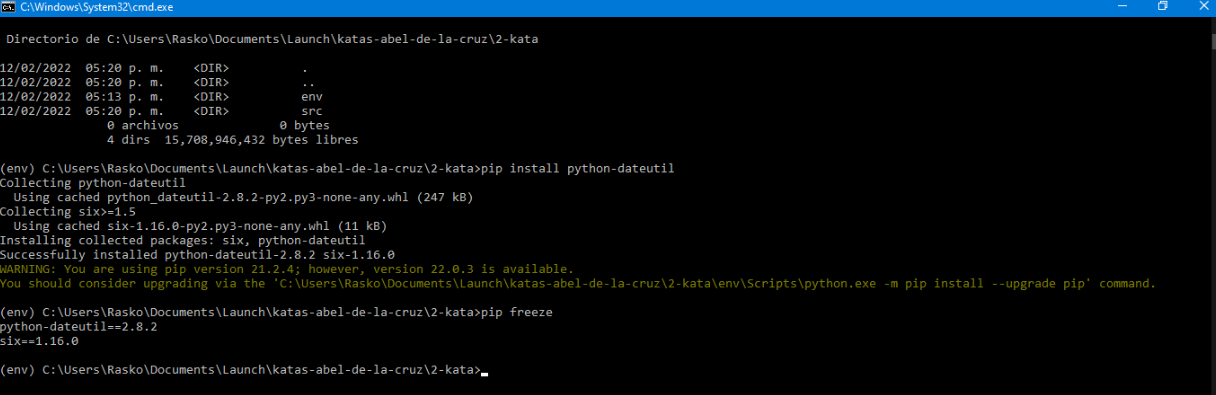 C:\Windows\System32\cmd.exe
Directorio de C:\Users\Rasko\Documents\Launch\katas-abel-de-la-cruz\2-kata
12/02/2022  05:20 p. m.    <DIR>          .
12/02/2022  05:20 p. m.    <DIR>          ..
12/02/2022  05:13 p. m.    <DIR>          env
12/02/2022  05:20 p. m.    <DIR>          src
               0 archivos              0 bytes
               4 dirs  15,708,946,432 bytes libres
(env) C:\Users\Rasko\Documents\Launch\katas-abel-de-la-cruz\2-kata>pip install python-dateutil
Collecting python-dateutil
  Using cached python_dateutil-2.8.2-py2.py3-none-any.whl (247 kB)
Collecting six>=1.5
  Using cached six-1.16.0-py2.py3-none-any.whl (11 kB)
Installing collected packages: six, python-dateutil
Successfully installed python-dateutil-2.8.2 six-1.16.0
WARNING: You are using pip version 21.2.4; however, version 22.0.3 is available.
You should consider upgrading via the 'C:\Users\Rasko\Documents\Launch\katas-abel-de-la-cruz\2-kata\env\Scripts\python.exe -m pip install --upgrade pip' command.
(env) C:\Users\Rasko\Documents\Launch\katas-abel-de-la-cruz\2-kata>pip freeze
python-dateutil==2.8.2
six==1.16.0
(env) C:\Users\Rasko\Documents\Launch\katas-abel-de-la-cruz\2-kata>